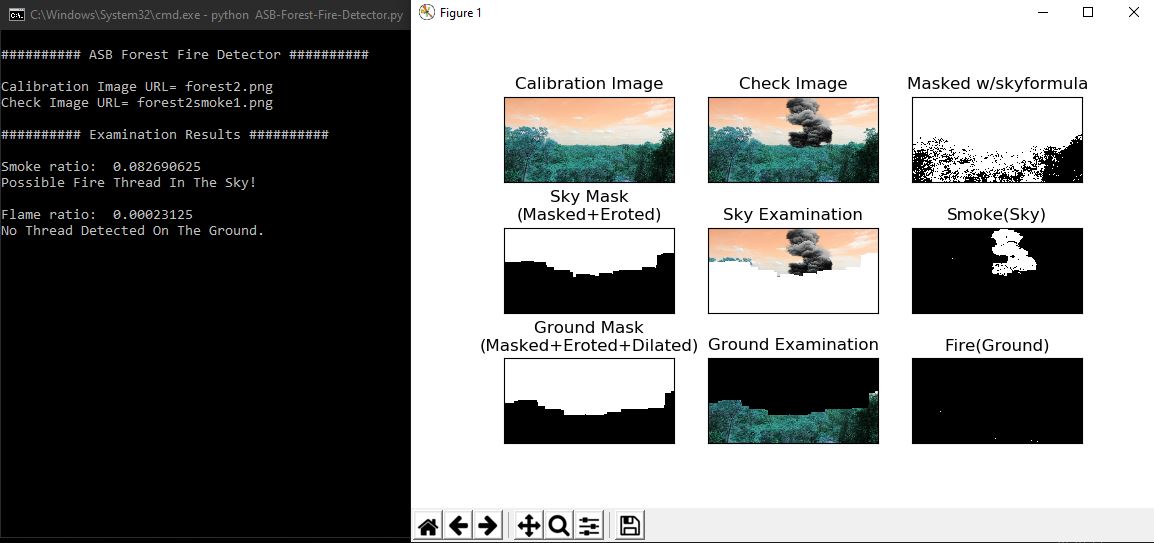 C:\Windows\System32\cmd.exe - python  ASB-Forest-Fire-Detector.py
########## ASB Forest Fire Detector ##########
Calibration Image URL= forest2.png
Check Image URL= forest2smoke1.png
########## Examination Results ##########
Smoke ratio:  0.082690625
Possible Fire Thread In The Sky!
Flame ratio:  0.00023125
No Thread Detected On The Ground.
Figure 1
Calibration Image
Check Image
Masked w/skyformula
Sky Mask
(Masked+Eroted)
Sky Examination
Smoke(Sky)
Ground Mask
(Masked+Eroted+Dilated)
Ground Examination
Fire(Ground)